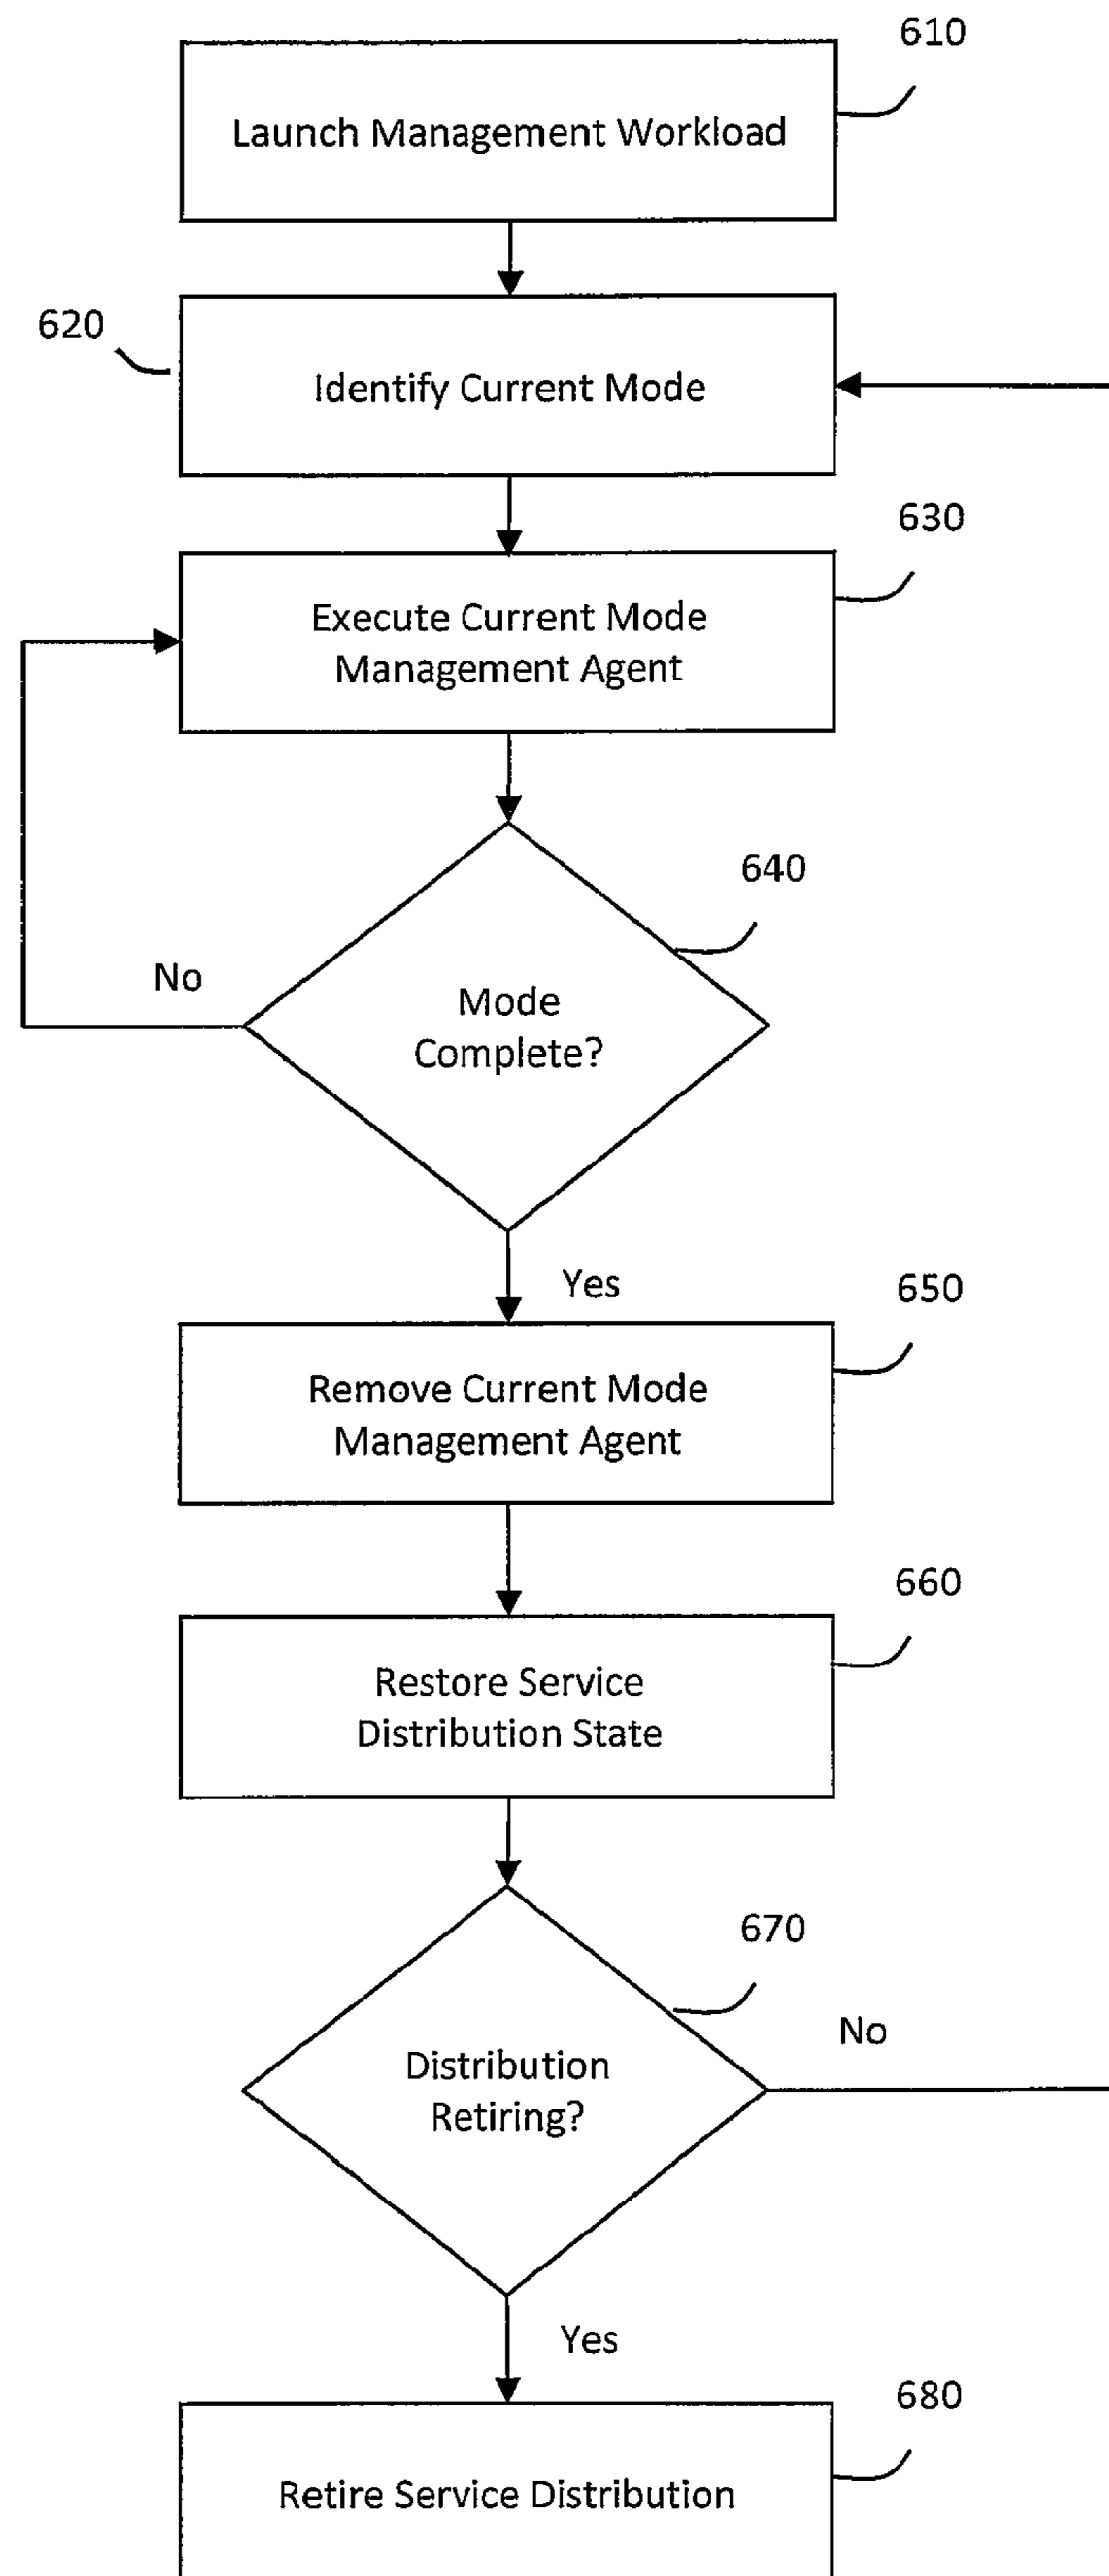 610
Launch Management Workload
620
Identify Current Mode
630
Execute Current Mode
Management Agent
640
Mode
Complete?
No
Yes
650
Remove Current Mode
Management Agent
660
Restore Service
Distribution State
670
Distribution
Retiring?
No
Yes
680
Retire Service Distribution